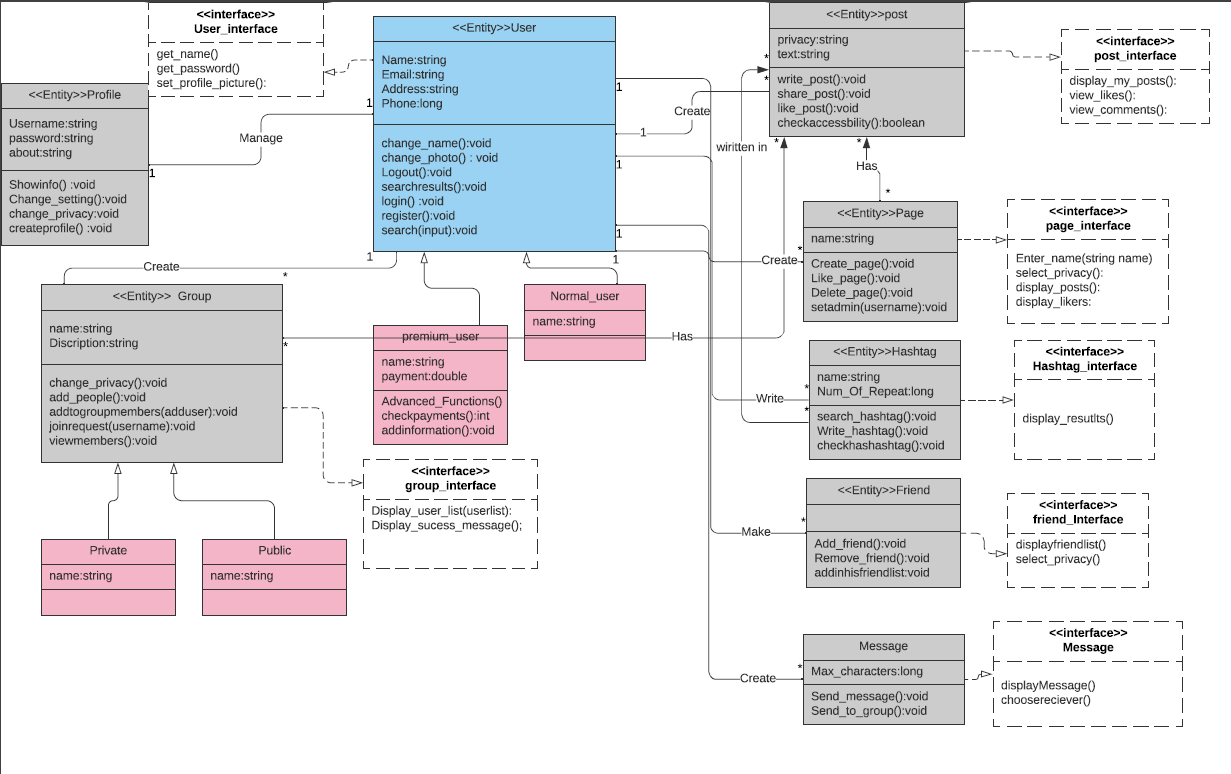 <<interface>>
User_interface
get_name()
get_password()
set_profile_picture():
<<Entity>>User
Name:string
Email:string
Address:string
Phone:long
change_name():void
change_photo() : void
Logout():void
searchresults():void
login() :void
register():void
search(input):void
<<Entity>>post
privacy:string
text:string
write_post():void
share_post():void
like_post():void
checkaccessbility():boolean
<<interface>>
post_interface
display_my_posts():
view_likes():
view_comments():
<<Entity>>Profile
Username:string
password:string
about:string
Showinfo() :void
Change_setting():void
change_privacy:void
createprofile() :void
1
Manage
1
1
Create
1
*
*
wiritten in
*
*
Has
*
1
1
1
1
Create
*
<<Entity>>Page
name:string
Create_page():void
Like_page():void
Delete_page():void
setadmin(username):void
Create
*
<<interface>>
page_interface
Enter_name(string name)
select_privacy():
display_posts():
display_likers:
<<Entity>> Group
name:string
Discription:string
change_privacy():void
add_people():void
addtogroupmembers(adduser):void
joinrequest(username):void
viewmembers():void
*
Has
Normal_user
name:string
premium_user
name:string
payment:double
Advanced_Functions()
checkpayments():int
addinformation():void
<<Entity>>Hashtag
name:string
Num_Of_Repeat:long
search_hashtag():void
Write_hashtag():void
checkhashashtag():void
Write
*
*
<<interface>>
Hashtag_interface
display_resutlts()
<<interface>>
group_interface
Display_user_list(userlist):
Display_sucess_message();
<<Entity>>Friend
Add_friend():void
Remove_friend():void
addinhisfriendlist:void
Make
*
<<interface>>
friend_Interface
displayfriendlist()
select_privacy()
Private
name:string
Public
name:string
Message
Max_characters:long
Send_message():void
Send_to_group():void
Create
*
<<interface>>
Message
displayMessage()
choosereciever()